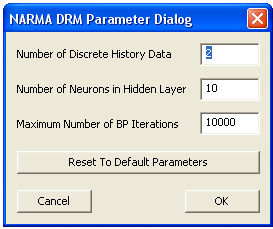 NARMA DRM Parameter Dialog
Number of Discrete History Data 2
Number of Neurons in Hidden Layer 10
Maximum Number of BP Iterations 10000
Reset To Default Parameters
Cancel OK